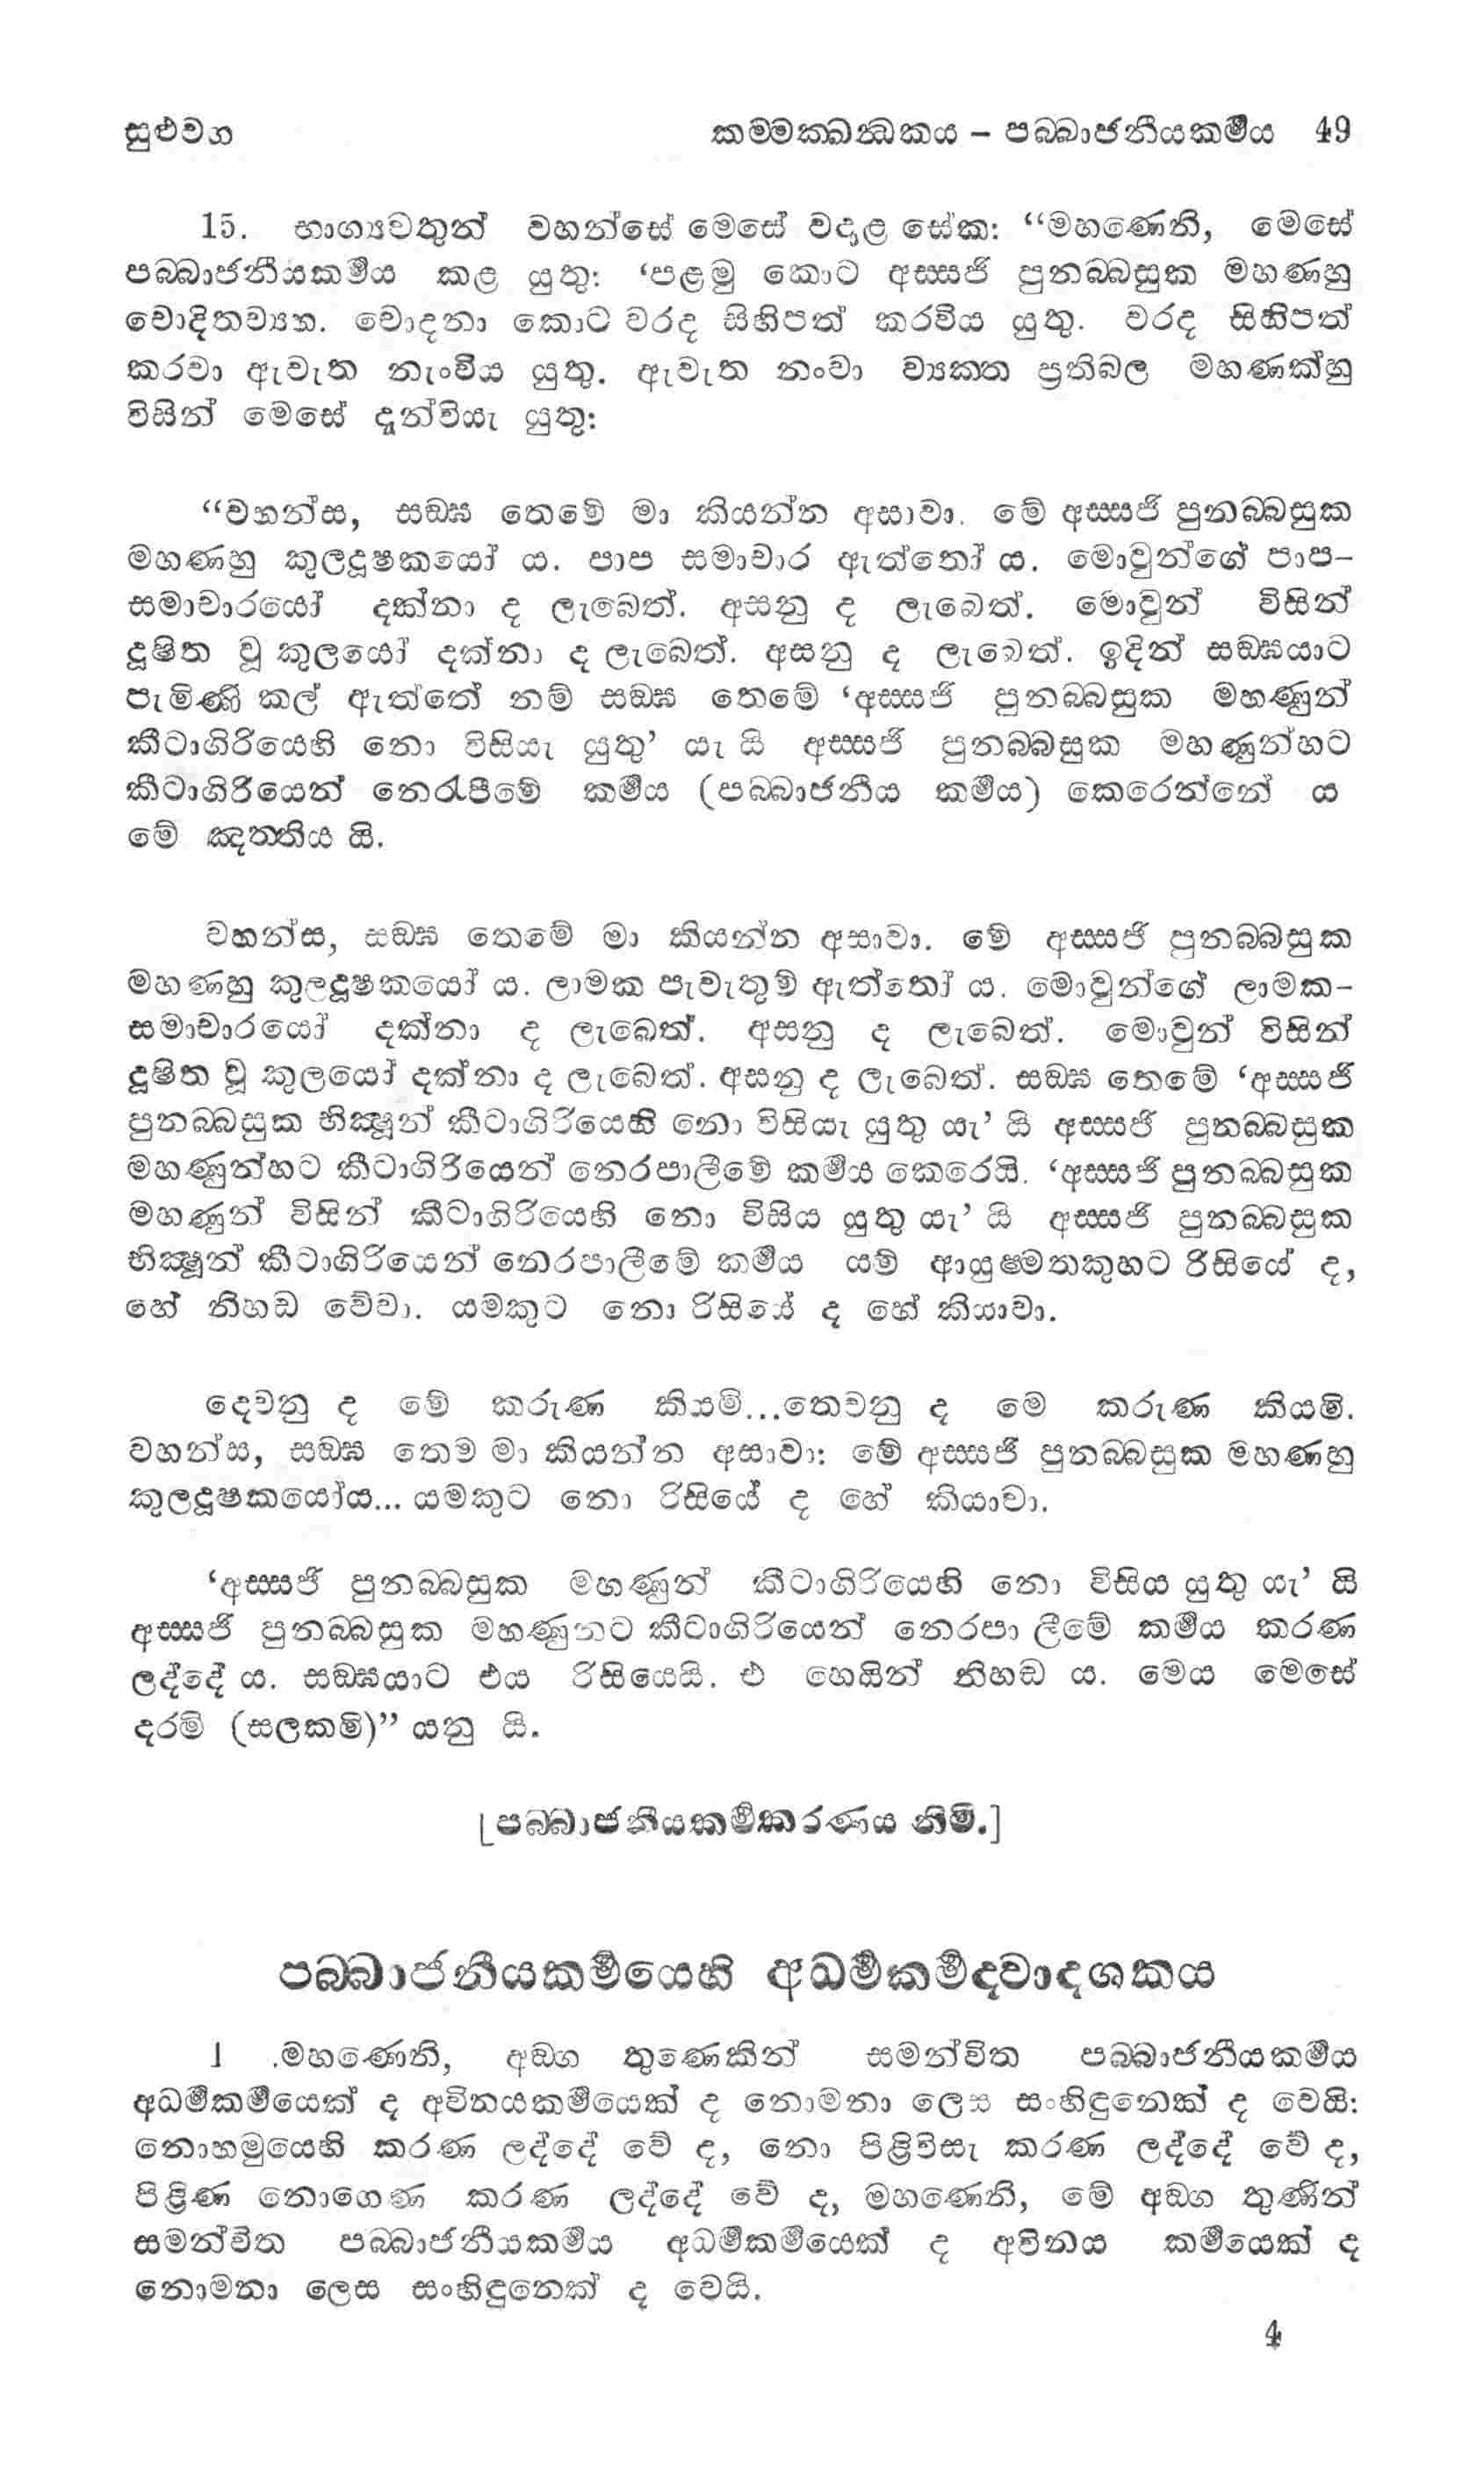 සුළුවග කම්මක්ඛන්ධකය – පබ්බාජනීයකර්මය 49
15. භාග්‍යවතුන් වහන්සේ මෙසේ වදාළ සේක: “මහණෙනි, මෙසේ
පබ්බාජනීයකර්මය කළ යුතු: ‘පළමු කොට අස්සජි පුනබ්බසුක මහණහු
චොදිතව්‍යහ. චොදනා කොට වරද සිහිපත් කරවිය යුතු. වරද සිහිපත්
කරවා ඇවැත නැංවිය යුතු. ඇවැත නංවා ව්‍යක්ත ප්‍රතිබල මහණක්හු
විසින් මෙසේ දැන්වියැ යුතු:
“වහන්ස, සඞ්ඝ තෙමේ මා කියන්න අසාවා. මේ අස්සජි පුනබ්බසුක
මහණහු කුලදූෂකයෝ ය. පාප සමාචාර ඇත්තෝ ය. මොවුන්ගේ පාප–
සමාචාරයෝ දක්නා ද ලැබෙත්. අසනු ද ලැබෙත්. මොවුන් විසින්
දූෂිත වූ කුලයෝ දක්නා ද ලැබෙත්. අසනු ද ලැබෙත්. ඉදින් සඞ්ඝයාට
පැමිණි කල් ඇත්තේ නම් සඞ්ඝ තෙමේ ‘අස්සජි පුනබ්බසුක මහණුන්
කීටාගිරියෙහි නො විසියැ යුතු’ යැ යි අස්සජි පුනබ්බසුක මහණුන්හට
කීටාගිරියෙන් නෙරැපීමේ කර්මය (පබ්බාජනීය කර්මය) කෙරෙන්නේ ය
මේ ඤත්තිය යි.
වහන්ස, සඞ්ඝ තෙමේ මා කියන්න අසාවා. මේ අස්සජි පුනබ්බසුක
මහණහු කුලදූෂකයෝ ය. ලාමක පැවැතුම් ඇත්තෝ ය. මොවුන්ගේ ලාමක–
සමාචාරයෝ දක්නා ද ලැබෙත්. අසනු ද ලැබෙත්. මොවුන් විසින්
දූෂිත වූ කුලයෝ දක්නා ද ලැබෙත්. අසනු ද ලැබෙත්. සඞ්ඝ තෙමේ ‘අස්සජි
පුනබ්බසුක භික්ෂූන් කීටාගිරියෙහි නො විසියැ යුතු යැ’ යි අස්සජි පුනබ්බසුක
මහණුන්හට කීටාගිරියෙන් නෙරපාලීමේ කර්මය කෙරෙයි. ‘අස්සජි පුනබ්බසුක
මහණුන් විසින් කීටාගිරියෙහි නො විසිය යුතු යැ’ යි අස්සජි පුනබ්බසුක
භික්ෂූන් කීටාගිරියෙන් නෙරපාලීමේ කර්මය යම් ආයුෂ්මතකුහට රිසියේ ද,
හේ නිහඬ වේවා. යමකුට නො රිසියේ ද හේ කියාවා.
දෙවනු ද මේ කරුණ කියමි...තෙවනු ද මෙ කරුණ කියමි.
වහන්ස, සඞ්ඝ තෙම මා කියන්න අසාවා: මේ අස්සජි පුනබ්බසුක මහණහු
කුලදූෂකයෝය... යමකුට නො රිසියේ ද හේ කියාවා.
‘අස්සජි පුනබ්බසුක මහණුන් කීටාගිරියෙහි නො විසිය යුතු යැ’ යි
අස්සජි පුනබ්බසුක මහණුනට කීටාගිරියෙන් නෙරපා ලීමේ කර්මය කරණ
ලද්දේ ය. සඞ්ඝයාට එය රිසියෙයි. එ හෙයින් නිහඬ ය. මෙය මෙසේ
දරමි (සලකමි)” යනු යි.
[පබ්බාජනීයකර්මකරණය නිමි.]
පබ්බාජනීයකර්මයෙහි අධර්මකර්මද්වාදශකය
1 .මහණෙනි, අඞ්ග තුණෙකින් සමන්විත පබ්බාජනීයකර්මය
අධර්මකර්මයෙක් ද අවිනයකර්මයෙක් ද නොමනා ලෙස සංහිඳුනෙක් ද වෙයි:
නොහමුයෙහි කරණ ලද්දේ වේ ද, නො පිළිවිසැ කරණ ලද්දේ වේ ද,
පිළිණ නොගෙණ කරණ ලද්දේ වේ ද, මහණෙනි, මේ අඞ්ග තුණින්
සමන්විත පබ්බාජනීයකර්මය අධර්මකර්මයෙක් ද අවිනය කර්මයෙක් ද
නොමනා ලෙස සංහිඳුනෙක් ද වෙයි.
4